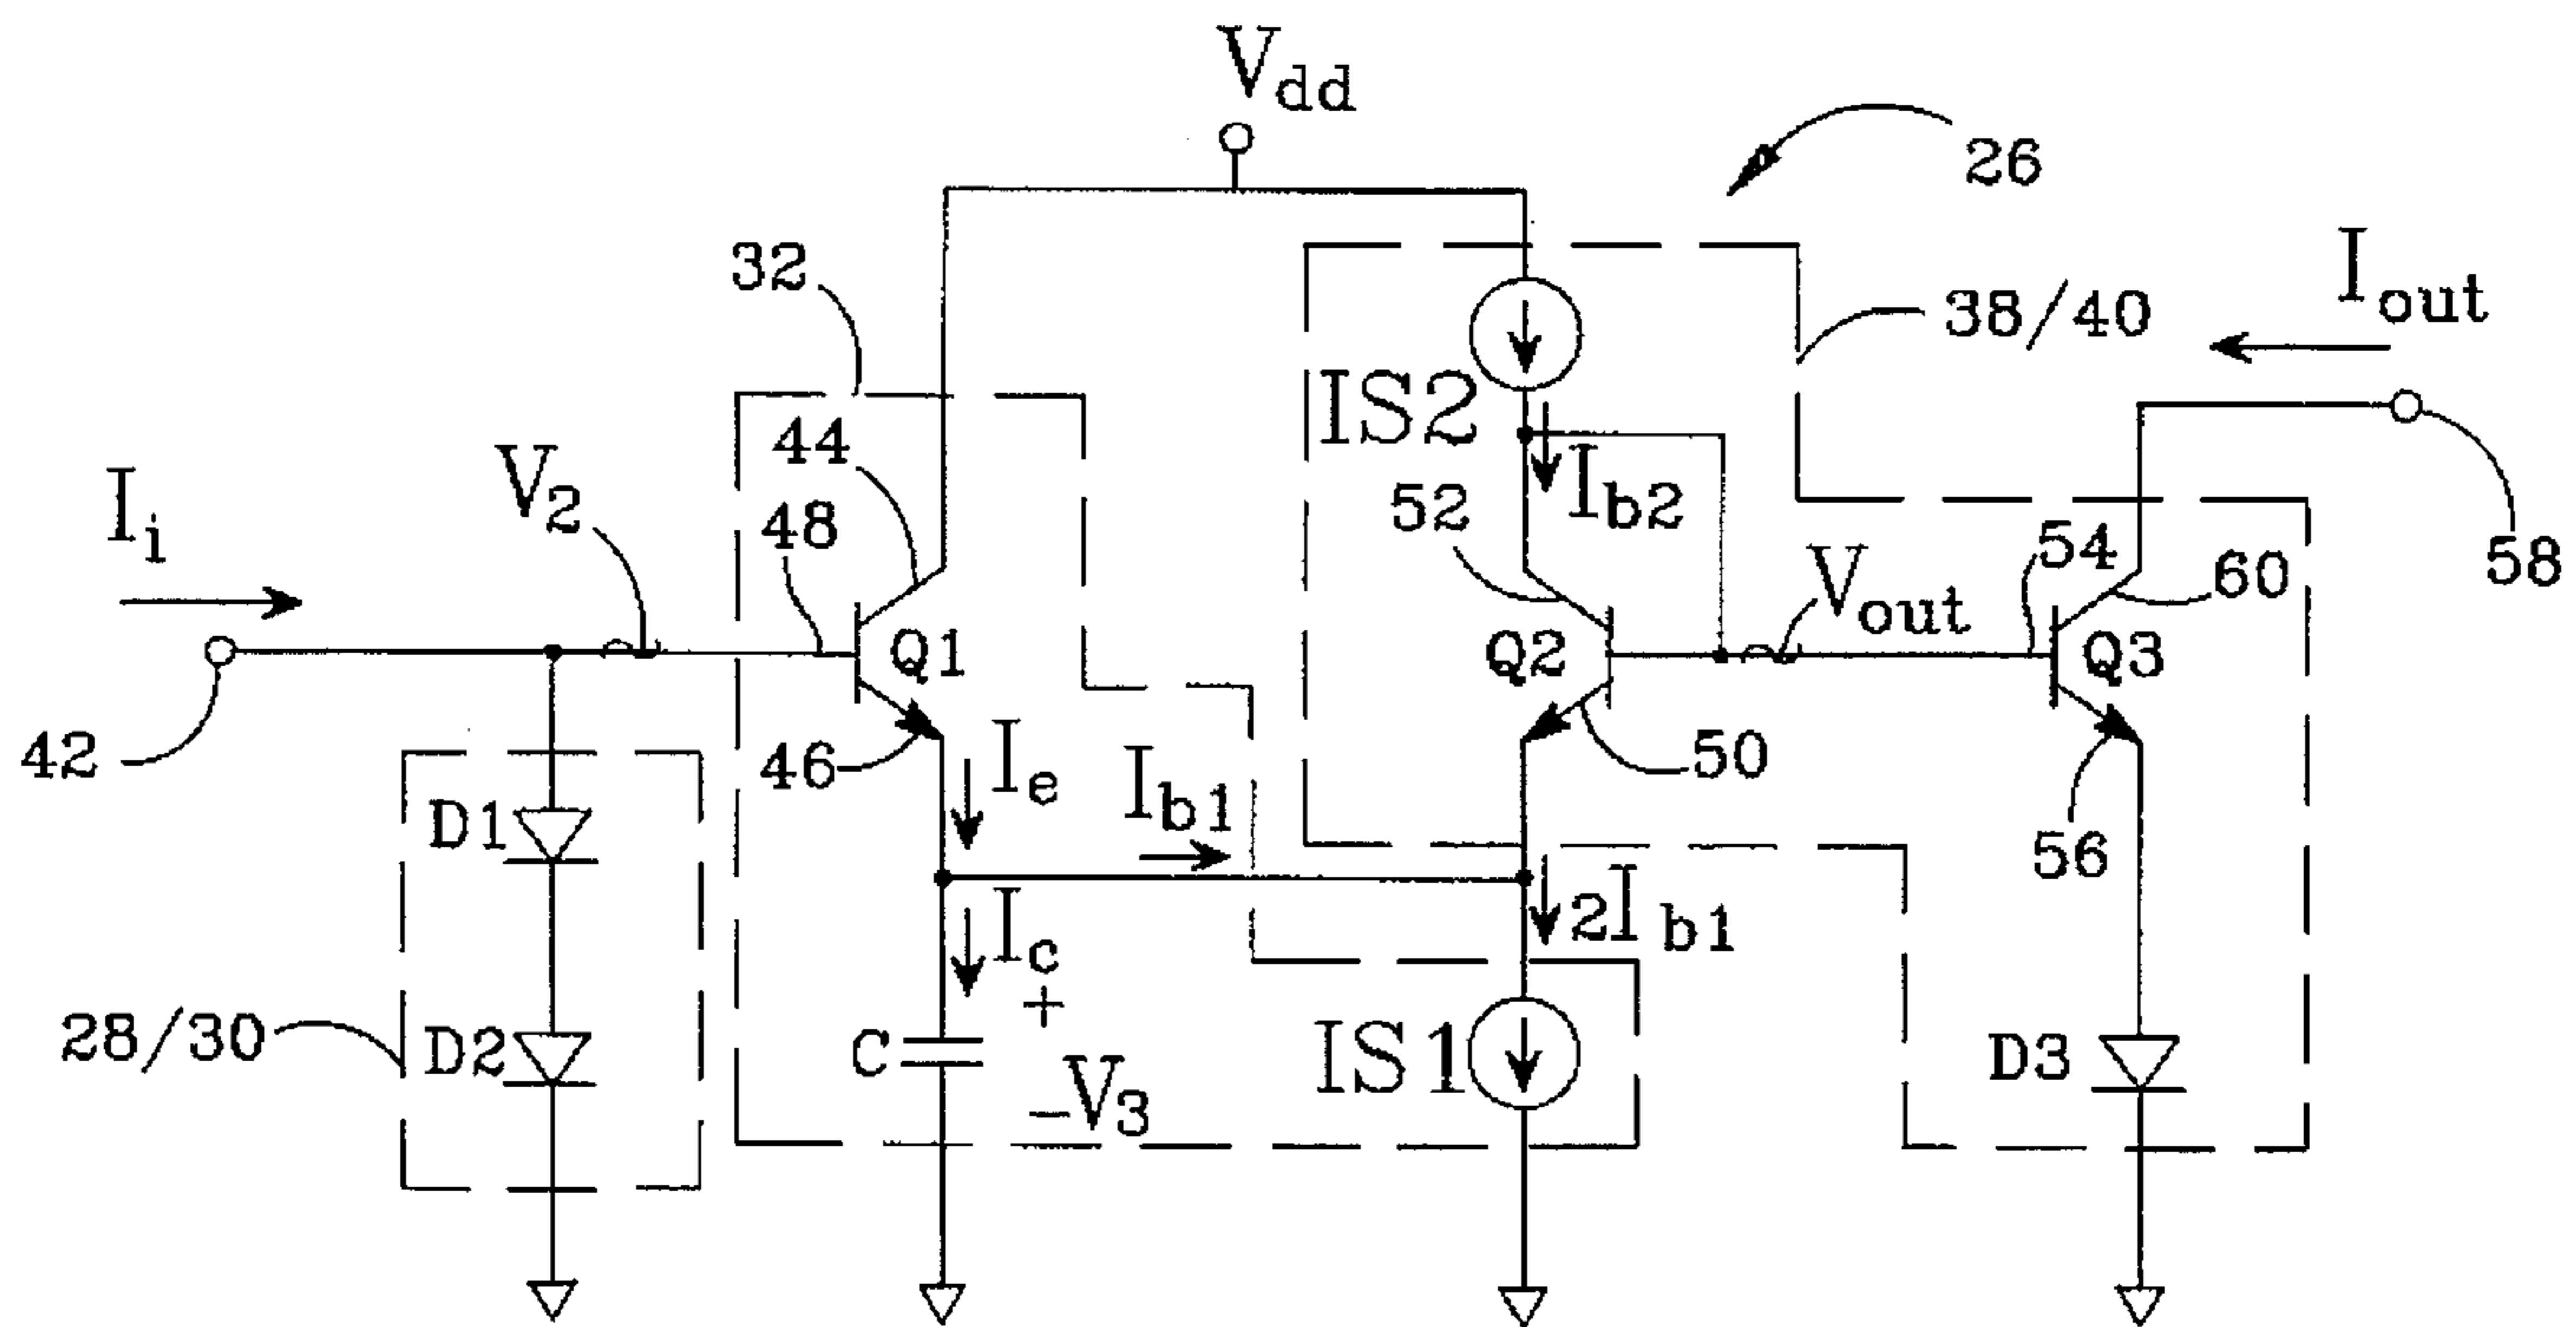 Vdd
26
32
Iout
38/40
IS2
44
V2
Ii
48
52
Ib2
54
Vout
60
58
Q1
Q2
Q3
42
46
Ie
50
D1
Ib1
56
Ic
2Ib1
+
28/30
D2
C
IS1
D3
-V3